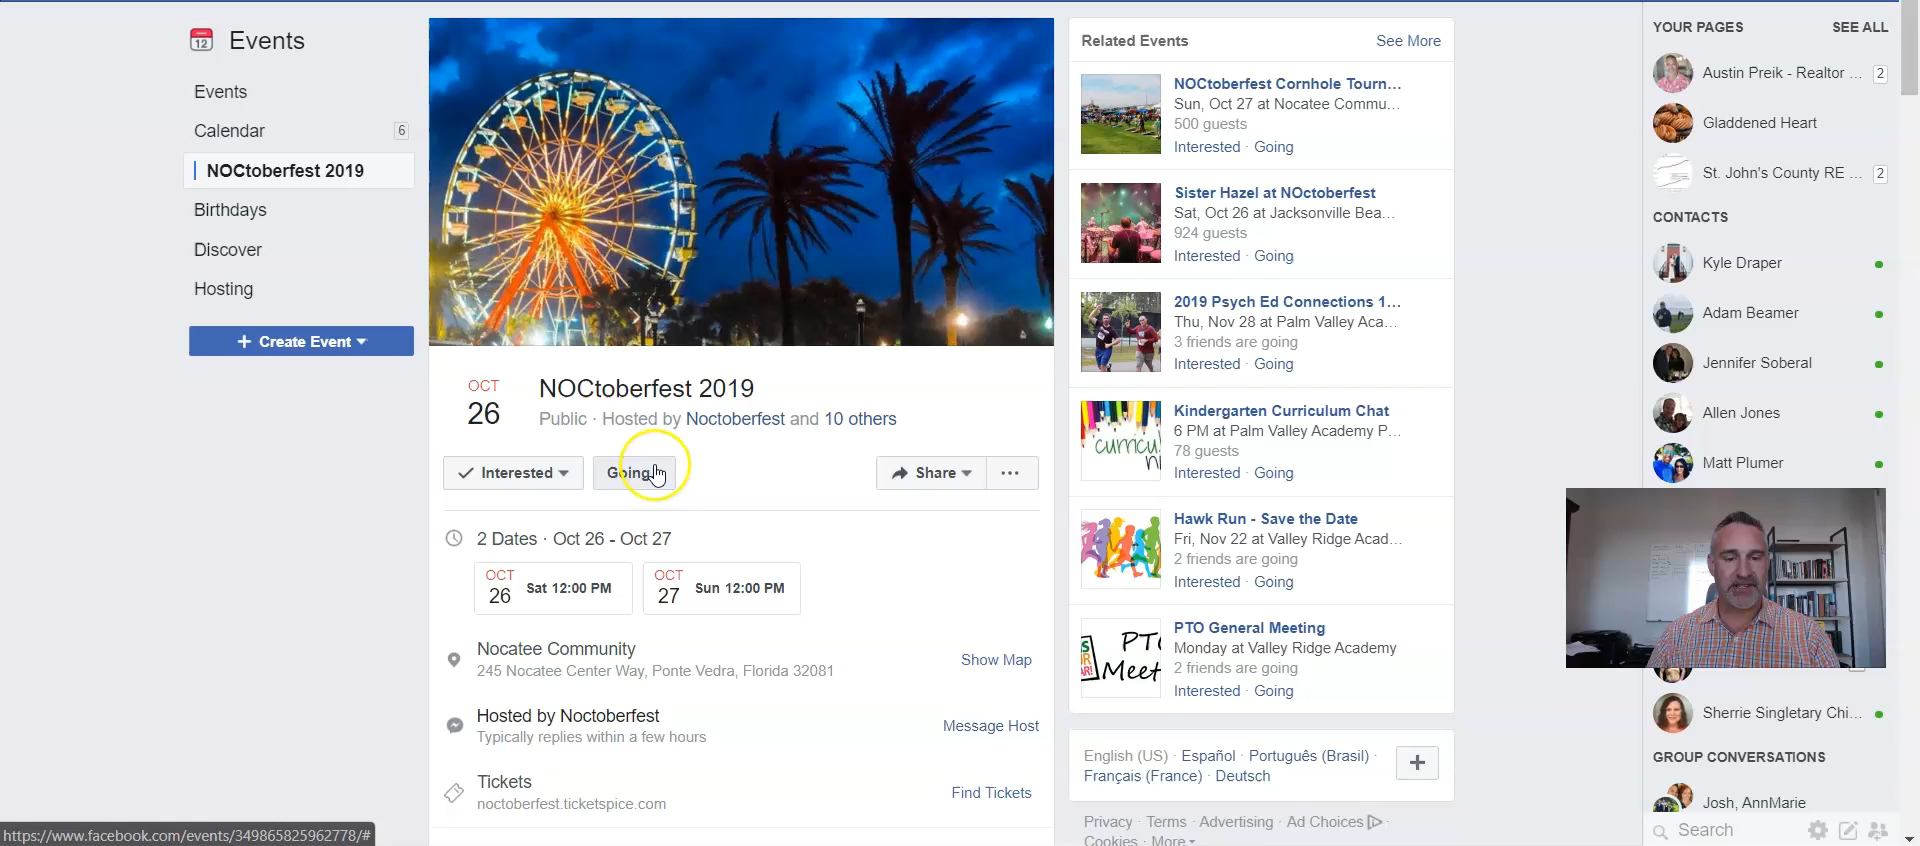 12
Events
Events
Calendar
6
NOCtoberfest 2019
Birthdays
Discover
Hosting
+ Create Event
OCT
26
NOCtoberfest 2019
Public · Hosted by Noctoberfest and 10 others
Interested
Going
Share
...
2 Dates · Oct 26 - Oct 27
OCT
26
Sat 12:00 PM
OCT
27
Sun 12:00 PM
Nocatee Community
245 Nocatee Center Way, Ponte Vedra, Florida 32081
Show Map
Hosted by Noctoberfest
Typically replies within a few hours
Message Host
Tickets
noctoberfest.ticketspice.com
Find Tickets
https://www.facebook.com/events/349865825962778/#
Related Events
See More
NOCtoberfest Cornhole Tourn...
Sun, Oct 27 at Nocatee Commu...
500 guests
Interested · Going
Sister Hazel at NOctoberfest
Sat, Oct 26 at Jacksonville Bea...
924 guests
Interested · Going
2019 Psych Ed Connections 1...
Thu, Nov 28 at Palm Valley Aca...
3 friends are going
Interested · Going
curricu
Kindergarten Curriculum Chat
6 PM at Palm Valley Academy P...
78 guests
Interested · Going
Hawk Run - Save the Date
Fri, Nov 22 at Valley Ridge Acad...
2 friends are going
Interested · Going
PT
Meet
PTO General Meeting
Monday at Valley Ridge Academy
2 friends are going
Interested · Going
English (US) · Español · Português (Brasil) ·
Français (France) · Deutsch
+
Privacy · Terms · Advertising · Ad Choices ·
Cookies · More
YOUR PAGES
SEE ALL
Austin Preik - Realtor ...
2
Gladdened Heart
St. John's County RE ...
2
CONTACTS
Kyle Draper
Adam Beamer
Jennifer Soberal
Allen Jones
Matt Plumer
Sherrie Singletary Chi...
GROUP CONVERSATIONS
Josh, AnnMarie
Search